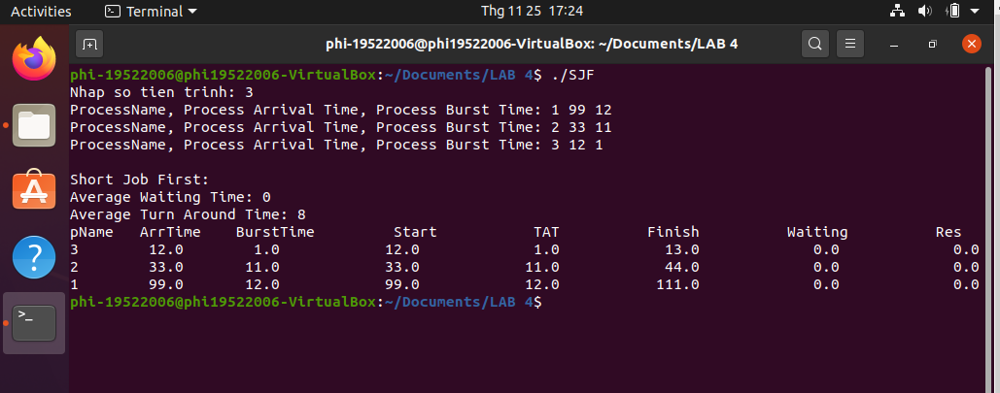 Activities Terminal Thg 11 25 17:24
phi-19522006@phi19522006-VirtualBox: ~/Documents/LAB 4
phi-19522006@phi19522006-VirtualBox:~/Documents/LAB 4$ ./SJF
Nhap so tien trinh: 3
ProcessName, Process Arrival Time, Process Burst Time: 1 99 12
ProcessName, Process Arrival Time, Process Burst Time: 2 33 11
ProcessName, Process Arrival Time, Process Burst Time: 3 12 1
Short Job First:
Average Waiting Time: 0
Average Turn Around Time: 8
pName ArrTime BurstTime Start TAT Finish Waiting Res
3 12.0 1.0 12.0 1.0 13.0 0.0 0.0
2 33.0 11.0 33.0 11.0 44.0 0.0 0.0
1 99.0 12.0 99.0 12.0 111.0 0.0 0.0
phi-19522006@phi19522006-VirtualBox:~/Documents/LAB 4$